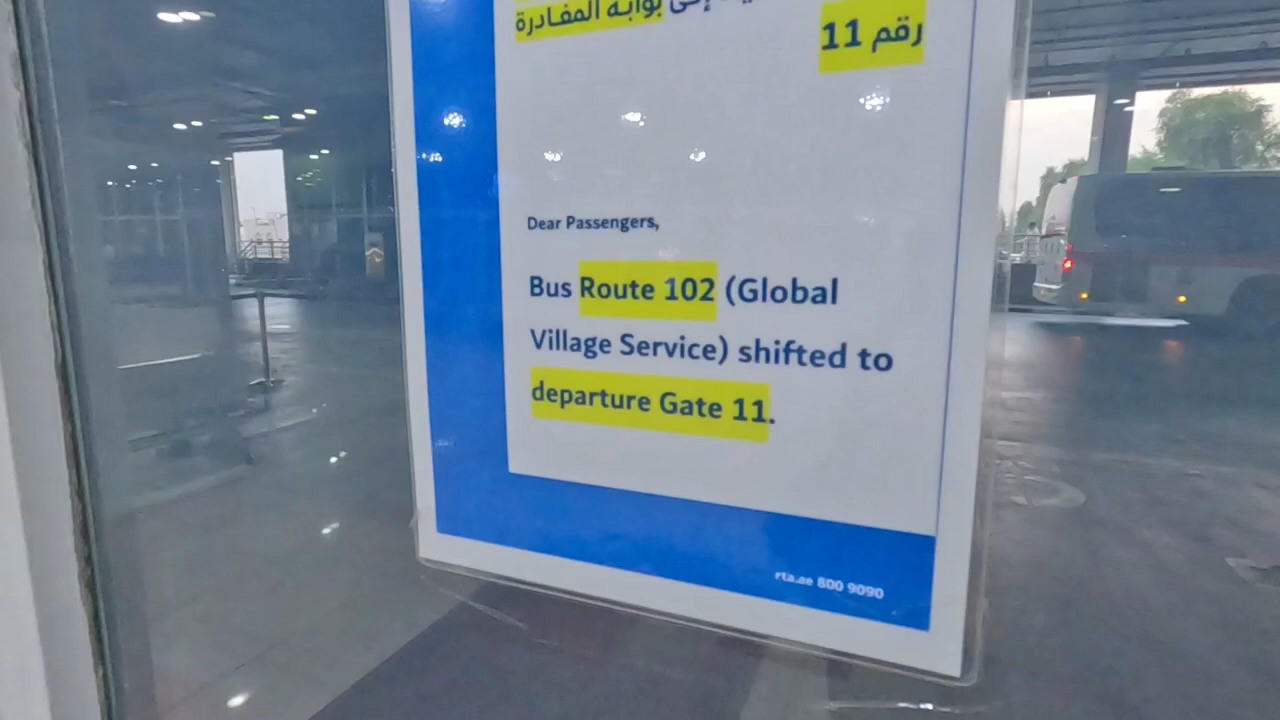 إلى بوابة المغادرة
رقم 11
Dear Passengers,
Bus Route 102 (Global
Village Service) shifted to
departure Gate 11.
rta.ae 800 9090